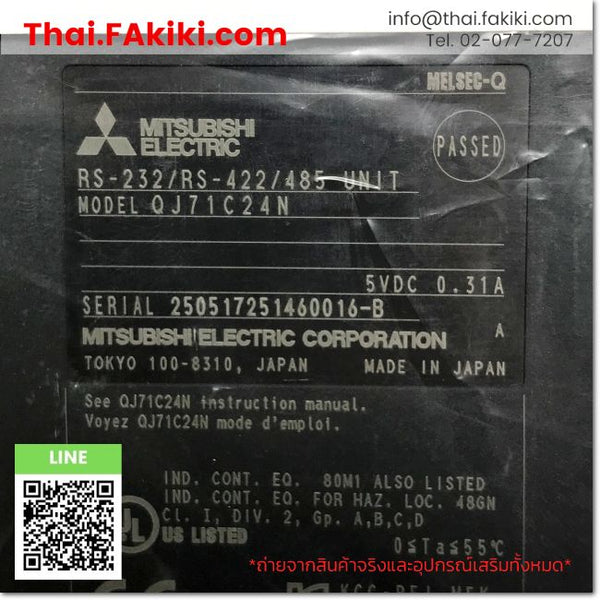 Thai.FAkiki.com
info@thai.fakiki.com
Tel. 02-077-7207
MELSEC-Q
MITSUBISHI
ELECTRIC
PASSED
RS-232/RS-422/485 UNIT
MODEL QJ71C24N
5VDC 0.31A
SERIAL 250517251460016-B
A
MITSUBISHI ELECTRIC CORPORATION
TOKYO 100-8310, JAPAN MADE IN JAPAN
See QJ71C24N instruction manual.
Voyez QJ71C24N mode d'emploi.
LINE
IND. CONT. EQ. 80M1 ALSO LISTED
IND. CONT. EQ. FOR HAZ. LOC. 48GN
Cl. I, DIV. 2, Gp. A,B,C,D
UL
US LISTED
0≤Ta≤55℃
*ถ่ายจากสินค้าจริงและอุปกรณ์เสริมทั้งหมด*